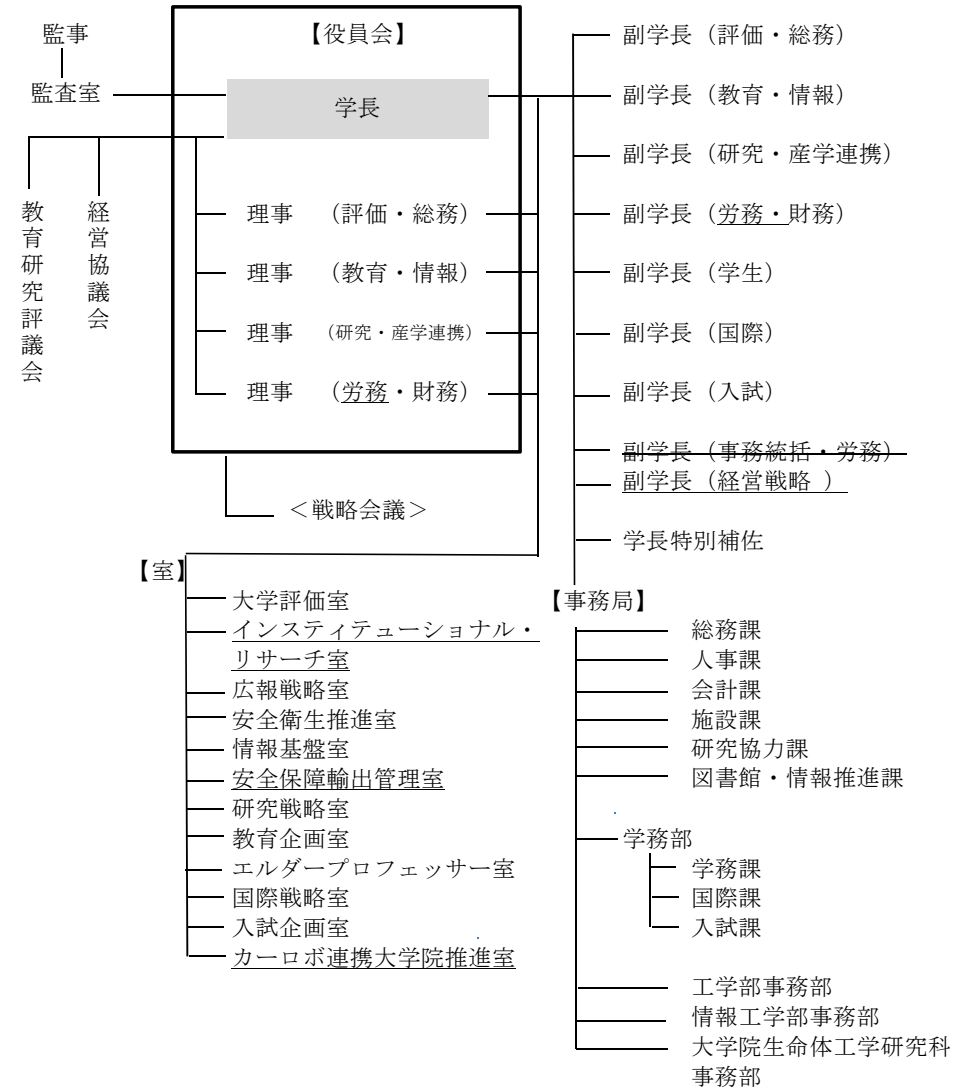 監事
監査室
【役員会】
学長
教育研究評議会
経営協議会
理事 （評価・総務）
理事 （教育・情報）
理事 （研究・産学連携）
理事 （労務・財務）
＜戦略会議＞
副学長（評価・総務）
副学長（教育・情報）
副学長（研究・産学連携）
副学長（労務・財務）
副学長（学生）
副学長（国際）
副学長（入試）
副学長（事務統括・労務）
副学長（経営戦略 ）
学長特別補佐
【室】
大学評価室
インスティテューショナル・
リサーチ室
広報戦略室
安全衛生推進室
情報基盤室
安全保障輸出管理室
研究戦略室
教育企画室
エルダープロフェッサー室
国際戦略室
入試企画室
カーロボ連携大学院推進室
【事務局】
総務課
人事課
会計課
施設課
研究協力課
図書館・情報推進課
学務部
学務課
国際課
入試課
工学部事務部
情報工学部事務部
大学院生命体工学研究科
事務部